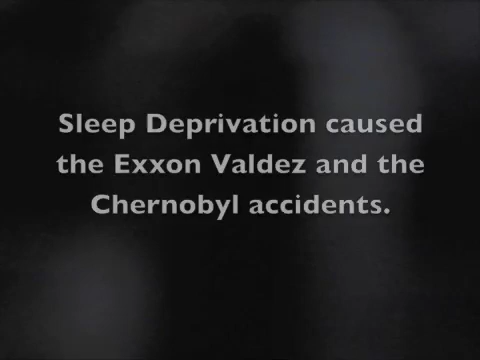 Sleep Deprivation caused
the Exxon Valdez and the
Chernobyl accidents.